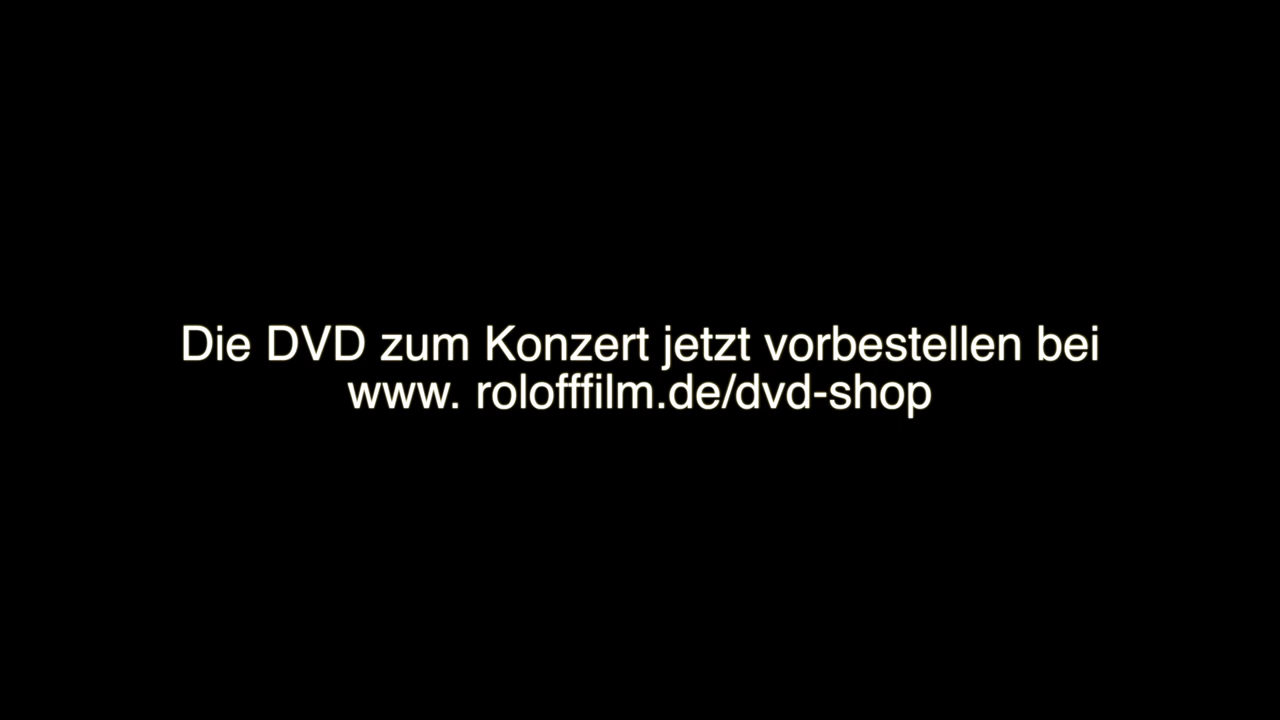 Die DVD zum Konzert jetzt vorbestellen bei
www. rolofffilm.de/dvd-shop